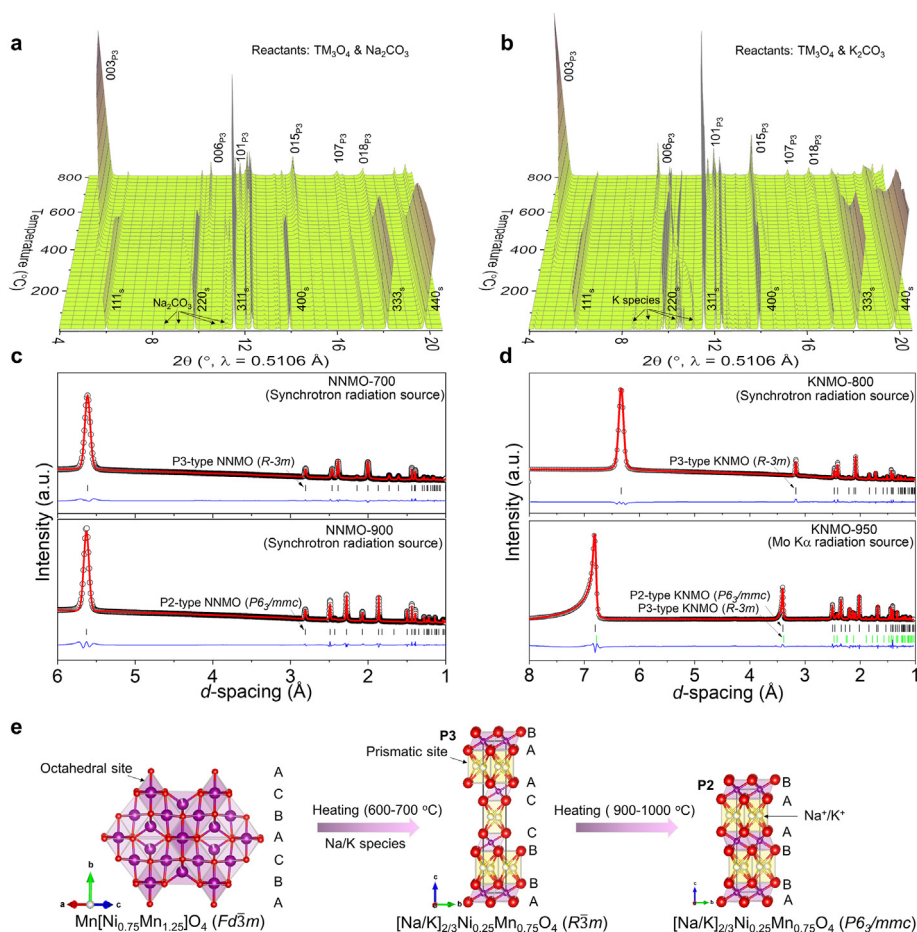 a
Reactants: TM₃O₄ & Na₂CO₃
003P3
006P3
101P3
015P3
107P3
018P3
800
600
400
200
Temperature (°C)
111s
Na₂CO₃
220s
311s
400s
333s
440s
4 8 12 16 20
2θ (°, λ = 0.5106 Å)
b
Reactants: TM₃O₄ & K₂CO₃
003P3
006P3
101P3
015P3
107P3
018P3
800
600
400
200
Temperature (°C)
111s
K species
220s
311s
400s
333s
440s
4 8 12 16 20
2θ (°, λ = 0.5106 Å)
c
NNMO-700
(Synchrotron radiation source)
P3-type NNMO (R-3m)
NNMO-900
(Synchrotron radiation source)
P2-type NNMO (P6₃/mmc)
Intensity (a.u.)
6 5 4 3 2 1
d-spacing (Å)
d
KNMO-800
(Synchrotron radiation source)
P3-type KNMO (R-3m)
KNMO-950
(Mo Kα radiation source)
P2-type KNMO (P6₃/mmc)
P3-type KNMO (R-3m)
8 7 6 5 4 3 2 1
d-spacing (Å)
e
Octahedral site
A
C
B
A
C
B
A
b
a
c
Mn[Ni₀.₇₅Mn₁.₂₅]O₄ (Fd3̄m)
Heating (600-700 °C)
Na/K species
P3
Prismatic site
B
A
A
C
C
B
B
A
c
b
[Na/K]₂/₃Ni₀.₂₅Mn₀.₇₅O₄ (R3̄m)
Heating ( 900-1000 °C)
P2
B
A
Na⁺/K⁺
A
B
B
A
c
b
[Na/K]₂/₃Ni₀.₂₅Mn₀.₇₅O₄ (P6₃/mmc)